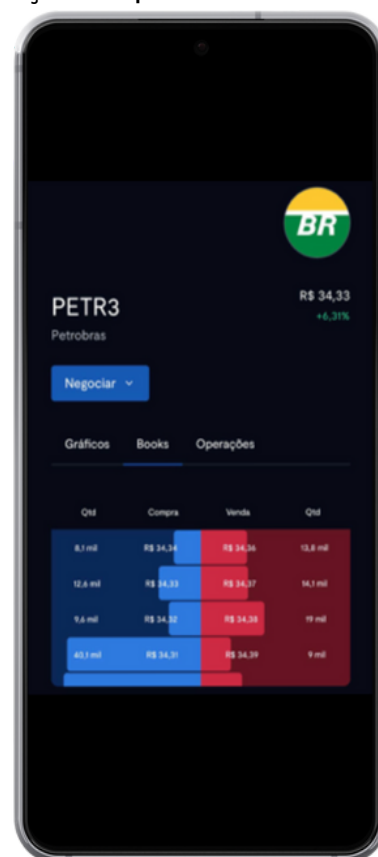 BR
R$ 34,33
PETR3
+6,31%
Petrobras
Negociar
Gráficos Books Operações
Qtd Compra Venda Qtd
8,1 mil R$ 34,34 R$ 34,36 13,8 mil
12,6 mil R$ 34,33 R$ 34,37 14,1 mil
9,6 mil R$ 34,32 R$ 34,38 19 mil
40,1 mil R$ 34,31 R$ 34,39 9 mil